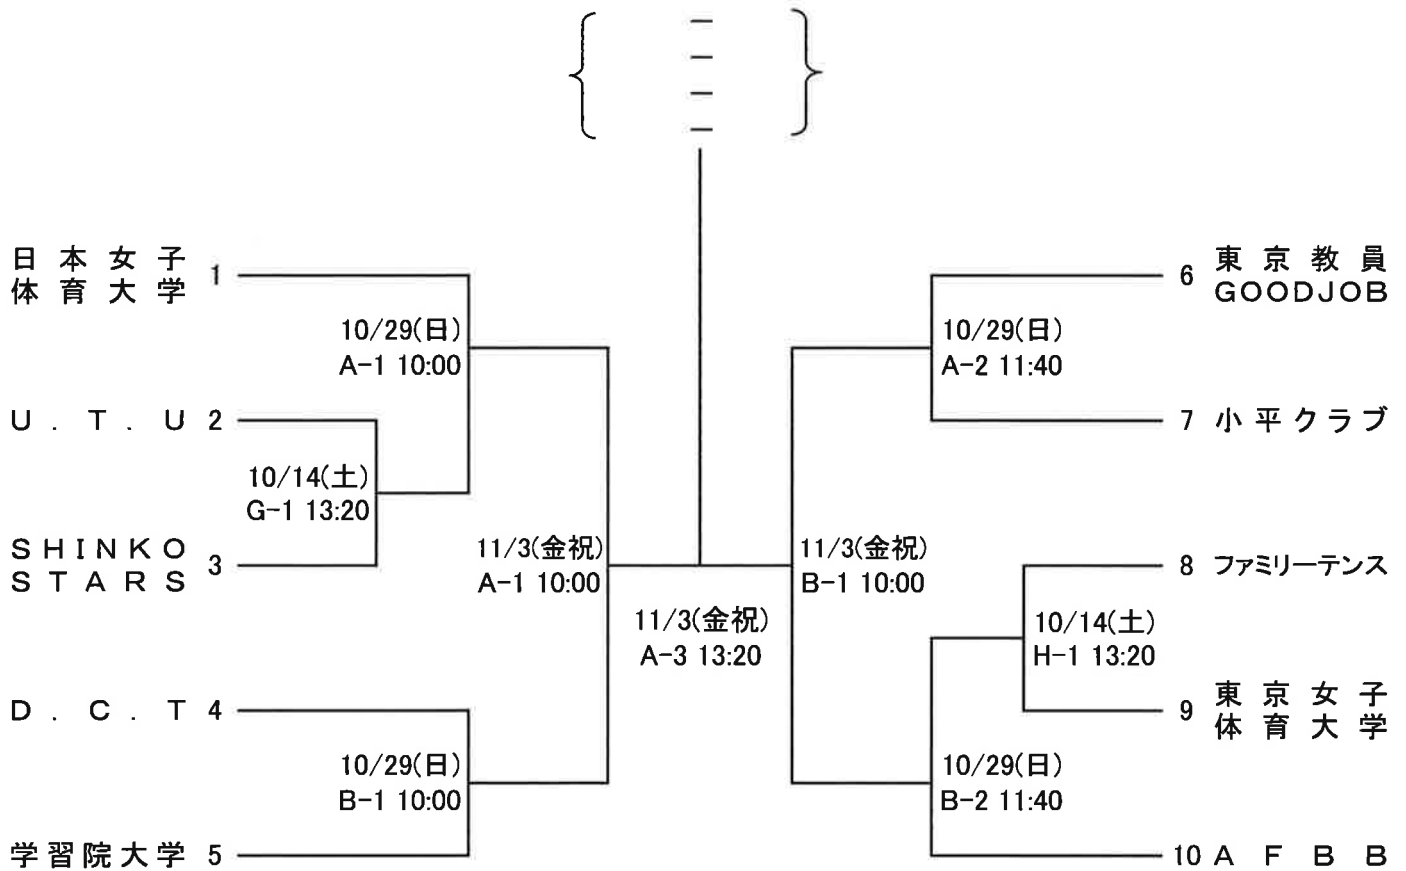 日本女子
体育大学 1
10/29(日)
A-1 10:00
U.T.U 2
10/14(土)
G-1 13:20
SHINKO
STARS 3
11/3(金祝)
A-1 10:00
D.C.T 4
10/29(日)
B-1 10:00
学習院大学 5
11/3(金祝)
A-3 13:20
6 東京教員
GOODJOB
10/29(日)
A-2 11:40
7 小平クラブ
11/3(金祝)
B-1 10:00
8 ファミリーテンス
10/14(土)
H-1 13:20
9 東京女子
体育大学
10/29(日)
B-2 11:40
10 AFBB